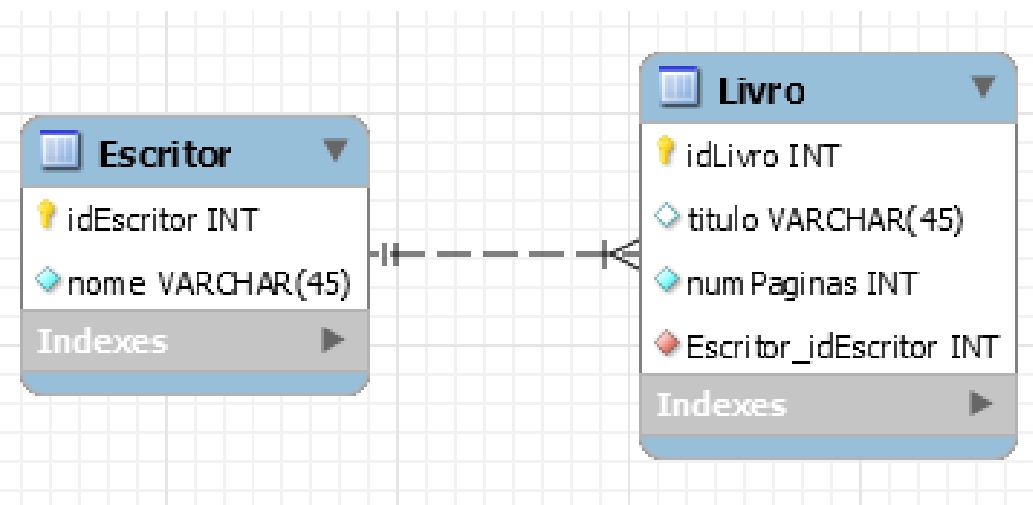 Escritor
idEscritor INT
nome VARCHAR(45)
Indexes
Livro
idLivro INT
titulo VARCHAR(45)
numPaginas INT
Escritor_idEscritor INT
Indexes